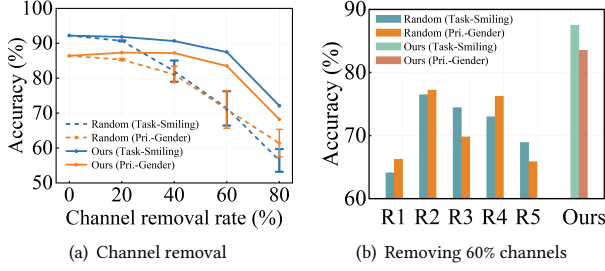 Accuracy (%)
100
90
80
70
60
50
Random (Task-Smiling)
Random (Pri.-Gender)
Ours (Task-Smiling)
Ours (Pri.-Gender)
0 20 40 60 80
Channel removal rate (%)
(a) Channel removal
Accuracy (%)
90
80
70
60
Random (Task-Smiling)
Random (Pri.-Gender)
Ours (Task-Smiling)
Ours (Pri.-Gender)
R1 R2 R3 R4 R5 Ours
(b) Removing 60% channels